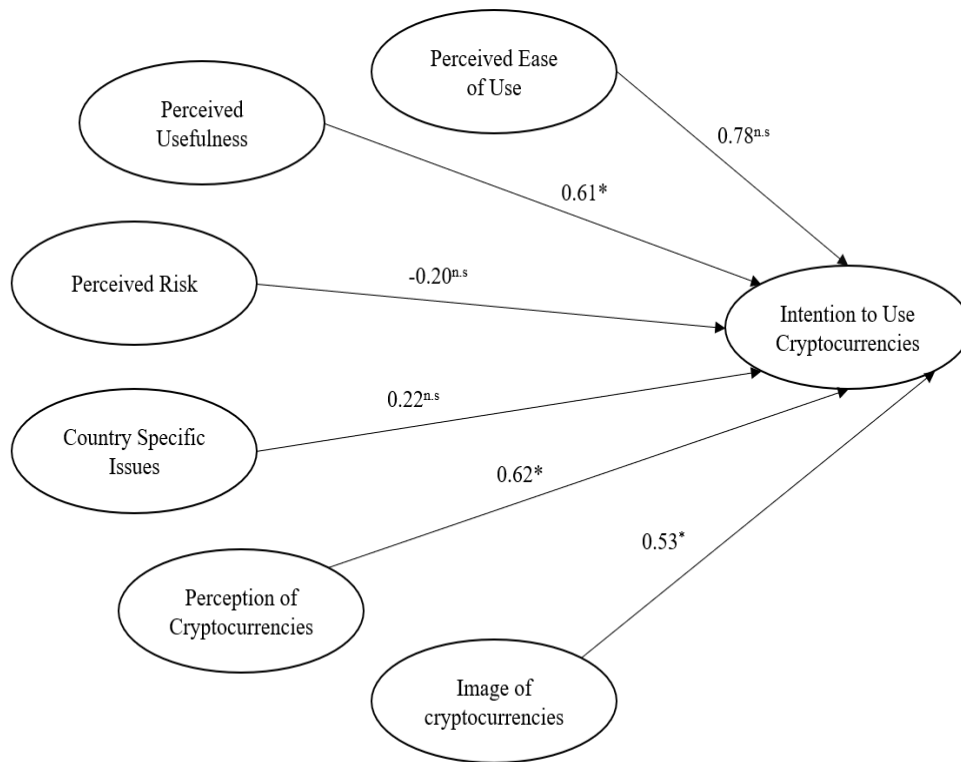 Perceived Ease
of Use
Perceived
Usefulness
0.78n.s
0.61*
Perceived Risk
-0.20n.s
Intention to Use
Cryptocurrencies
0.22n.s
Country Specific
Issues
0.62*
0.53*
Perception of
Cryptocurrencies
Image of
cryptocurrencies